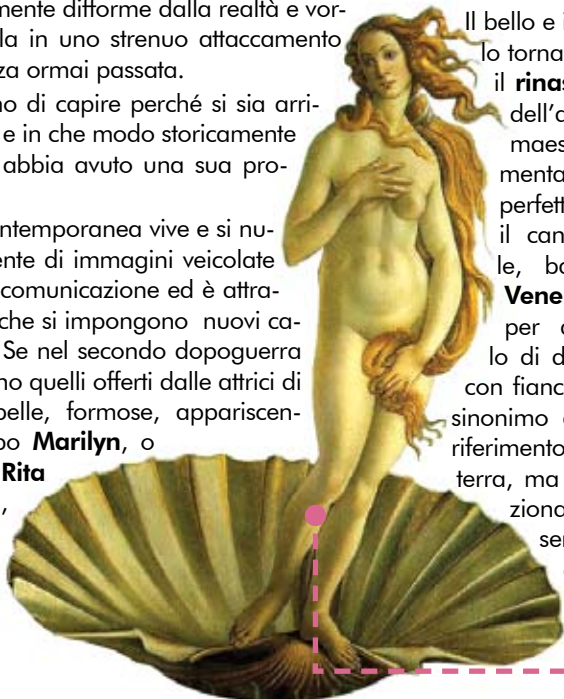 mente difforme dalla realtà e vor-
la in uno strenuo attaccamento
za ormai passata.
no di capire perché si sia arri-
e in che modo storicamente
abbia avuto una sua pro-
ntemporanea vive e si nu-
ente di immagini veicolate
comunicazione ed è attra-
che si impongono nuovi ca-
Se nel secondo dopoguerra
no quelli offerti dalle attrici di
belle, formose, appariscen-
po Marilyn, o
Rita
,
Il bello e i
lo torna
il rinas
dell'
maes
menta
perfett
il can
le, ba
Vene
per
lo di d
con fianc
sinonimo
riferimento
terra, ma
ziona
ser